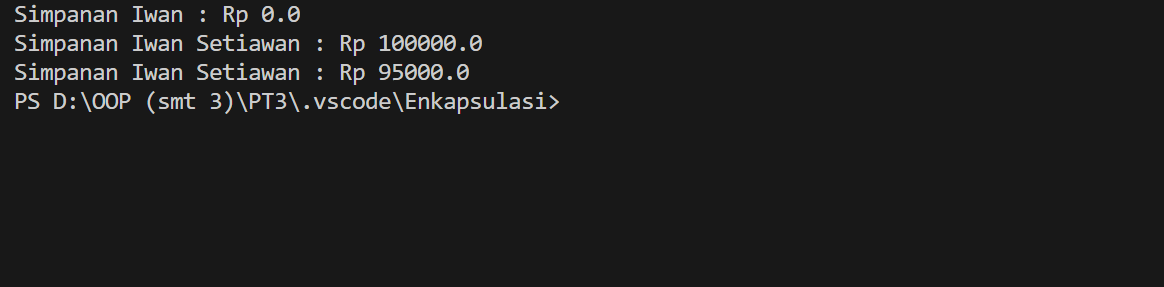 Simpanan Iwan : Rp 0.0
Simpanan Iwan Setiawan : Rp 100000.0
Simpanan Iwan Setiawan : Rp 95000.0
PS D:\OOP (smt 3)\PT3\.vscode\Enkapsulasi>